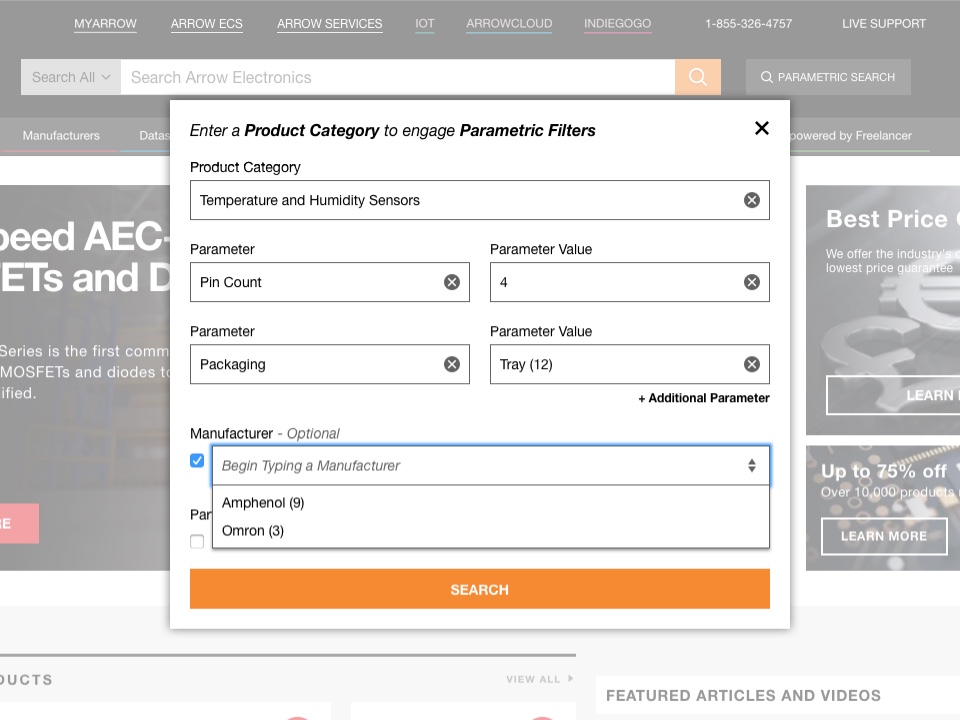 MYARROW ARROW ECS ARROW SERVICES IOT ARROWCLOUD INDIEGOGO 1-855-326-4757 LIVE SUPPORT
Search All Search Arrow Electronics PARAMETRIC SEARCH
Manufacturers Datas powered by Freelancer
Enter a Product Category to engage Parametric Filters
Product Category
Temperature and Humidity Sensors
Parameter Parameter Value
Pin Count 4
Parameter Parameter Value
Packaging Tray (12)
+ Additional Parameter
Manufacturer - Optional
Begin Typing a Manufacturer
Amphenol (9)
Omron (3)
Par
SEARCH
peed AEC-
ETs and D
Series is the first comm
MOSFETs and diodes to
ified.
RE
Best Price
We offer the industry's
lowest price guarantee
LEARN
Up to 75% off
Over 10,000 products
LEARN MORE
DUCTS VIEW ALL
FEATURED ARTICLES AND VIDEOS